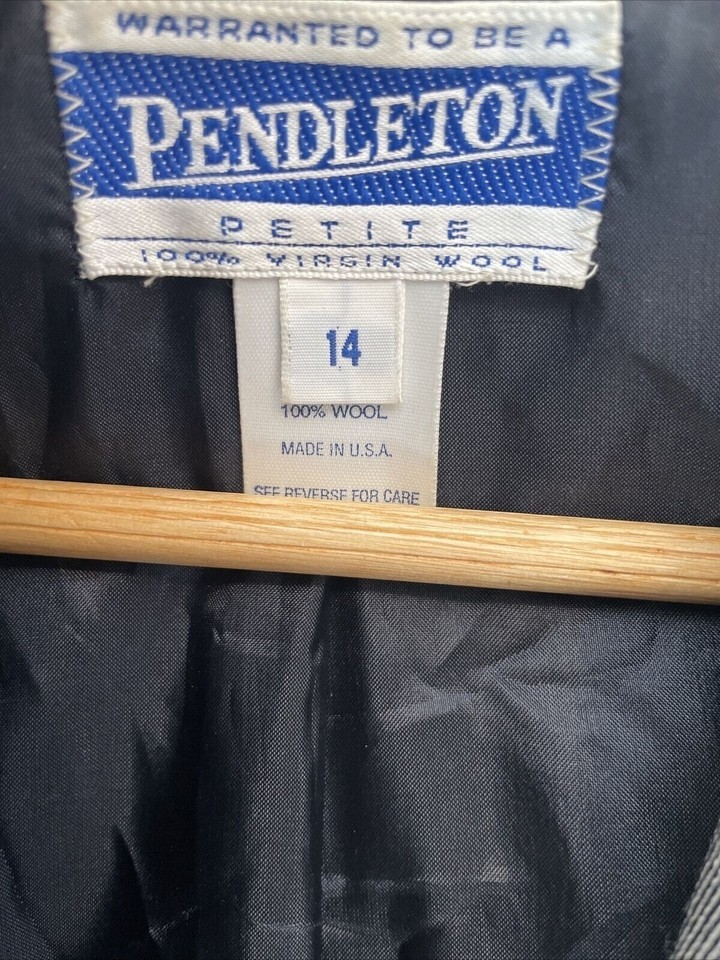 WARRANTED TO BE A
PENDLETON
PETITE
100% VIRGIN WOOL
14
100% WOOL
MADE IN U.S.A.
SEE REVERSE FOR CARE